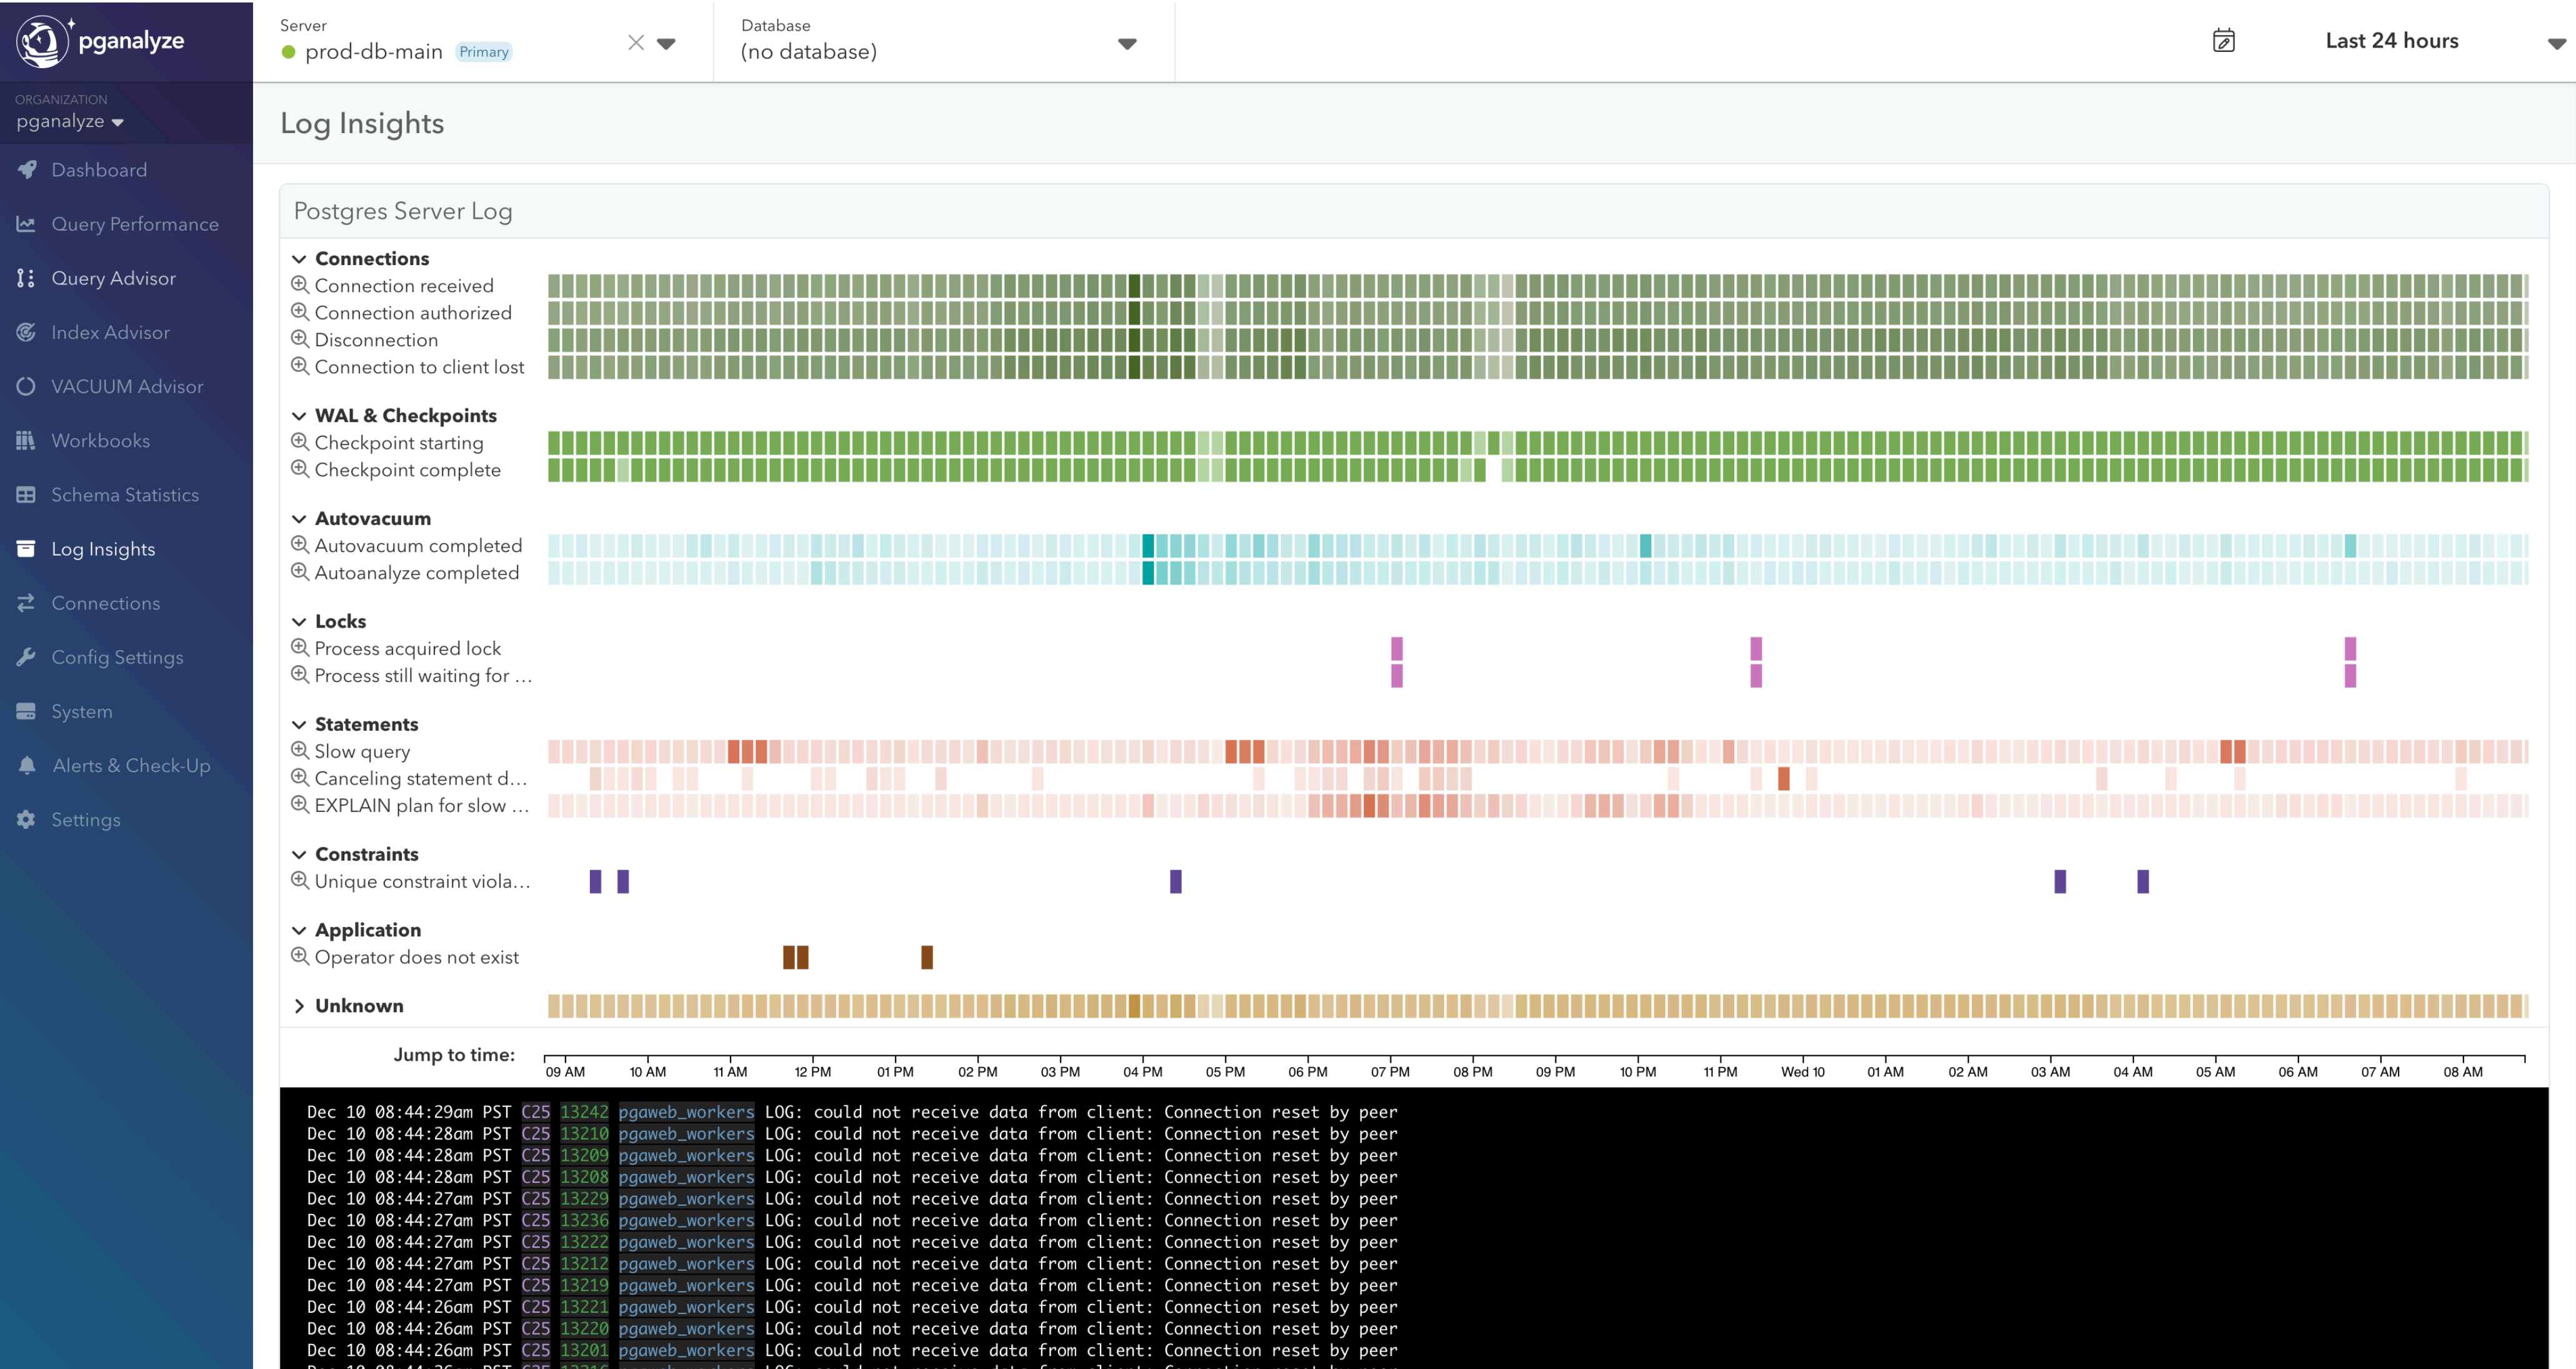 pganalyze
Server
prod-db-main Primary
Database
(no database)
Last 24 hours
ORGANIZATION
pganalyze
Dashboard
Query Performance
Query Advisor
Index Advisor
VACUUM Advisor
Workbooks
Schema Statistics
Log Insights
Connections
Config Settings
System
Alerts & Check-Up
Settings
Log Insights
Postgres Server Log
Connections
Connection received
Connection authorized
Disconnection
Connection to client lost
WAL & Checkpoints
Checkpoint starting
Checkpoint complete
Autovacuum
Autovacuum completed
Autoanalyze completed
Locks
Process acquired lock
Process still waiting for ...
Statements
Slow query
Canceling statement d...
EXPLAIN plan for slow ...
Constraints
Unique constraint viola...
Application
Operator does not exist
Unknown
Jump to time:
09 AM 10 AM 11 AM 12 PM 01 PM 02 PM 03 PM 04 PM 05 PM 06 PM 07 PM 08 PM 09 PM 10 PM 11 PM Wed 10 01 AM 02 AM 03 AM 04 AM 05 AM 06 AM 07 AM 08 AM
Dec 10 08:44:29am PST C25 13242 pgaweb_workers LOG: could not receive data from client: Connection reset by peer
Dec 10 08:44:28am PST C25 13210 pgaweb_workers LOG: could not receive data from client: Connection reset by peer
Dec 10 08:44:28am PST C25 13209 pgaweb_workers LOG: could not receive data from client: Connection reset by peer
Dec 10 08:44:28am PST C25 13208 pgaweb_workers LOG: could not receive data from client: Connection reset by peer
Dec 10 08:44:27am PST C25 13229 pgaweb_workers LOG: could not receive data from client: Connection reset by peer
Dec 10 08:44:27am PST C25 13236 pgaweb_workers LOG: could not receive data from client: Connection reset by peer
Dec 10 08:44:27am PST C25 13222 pgaweb_workers LOG: could not receive data from client: Connection reset by peer
Dec 10 08:44:27am PST C25 13212 pgaweb_workers LOG: could not receive data from client: Connection reset by peer
Dec 10 08:44:27am PST C25 13219 pgaweb_workers LOG: could not receive data from client: Connection reset by peer
Dec 10 08:44:26am PST C25 13221 pgaweb_workers LOG: could not receive data from client: Connection reset by peer
Dec 10 08:44:26am PST C25 13220 pgaweb_workers LOG: could not receive data from client: Connection reset by peer
Dec 10 08:44:26am PST C25 13201 pgaweb_workers LOG: could not receive data from client: Connection reset by peer